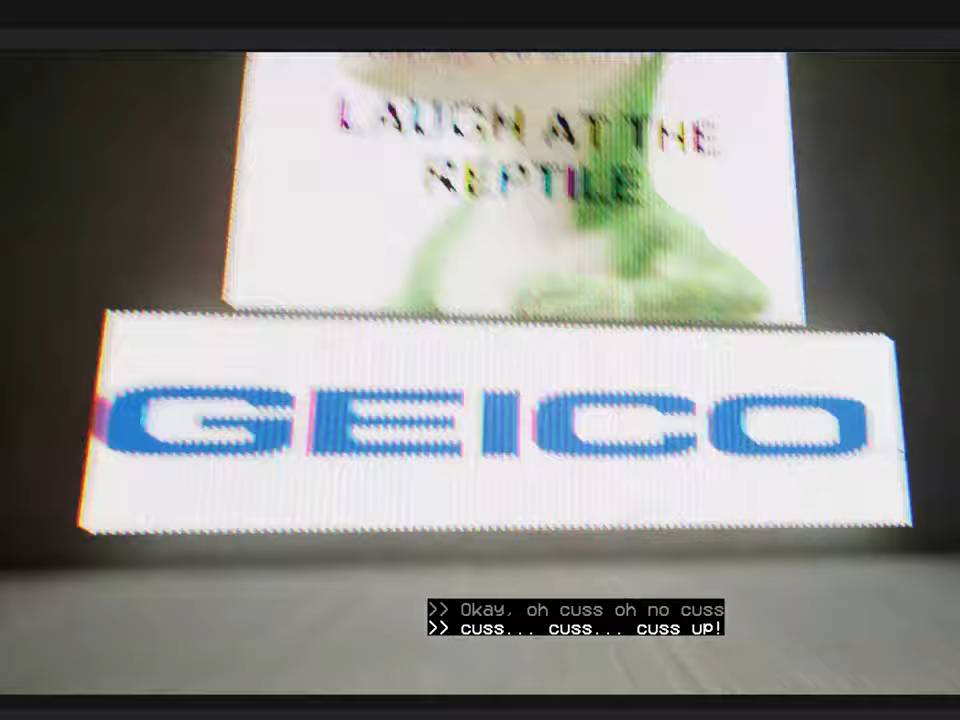 LAUGH AT THE
REPTILE
GEICO
>> Okay, oh cuss oh no cuss
>> cuss... cuss... cuss up!